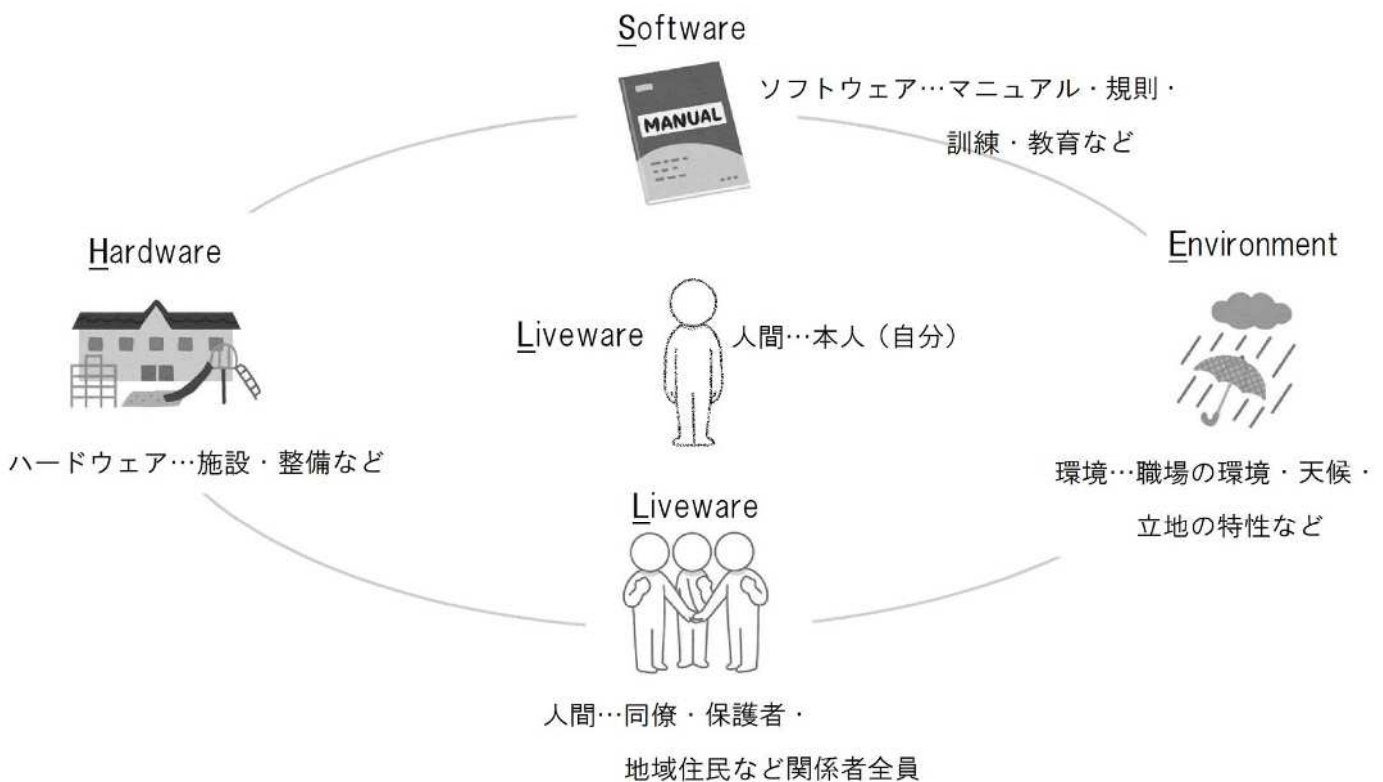 Software
MANUAL
ソフトウェア…マニュアル・規則・
訓練・教育など
Hardware
ハードウェア…施設・整備など
Environment
環境…職場の環境・天候・
立地の特性など
Liveware
人間…本人（自分）
Liveware
人間…同僚・保護者・
地域住民など関係者全員